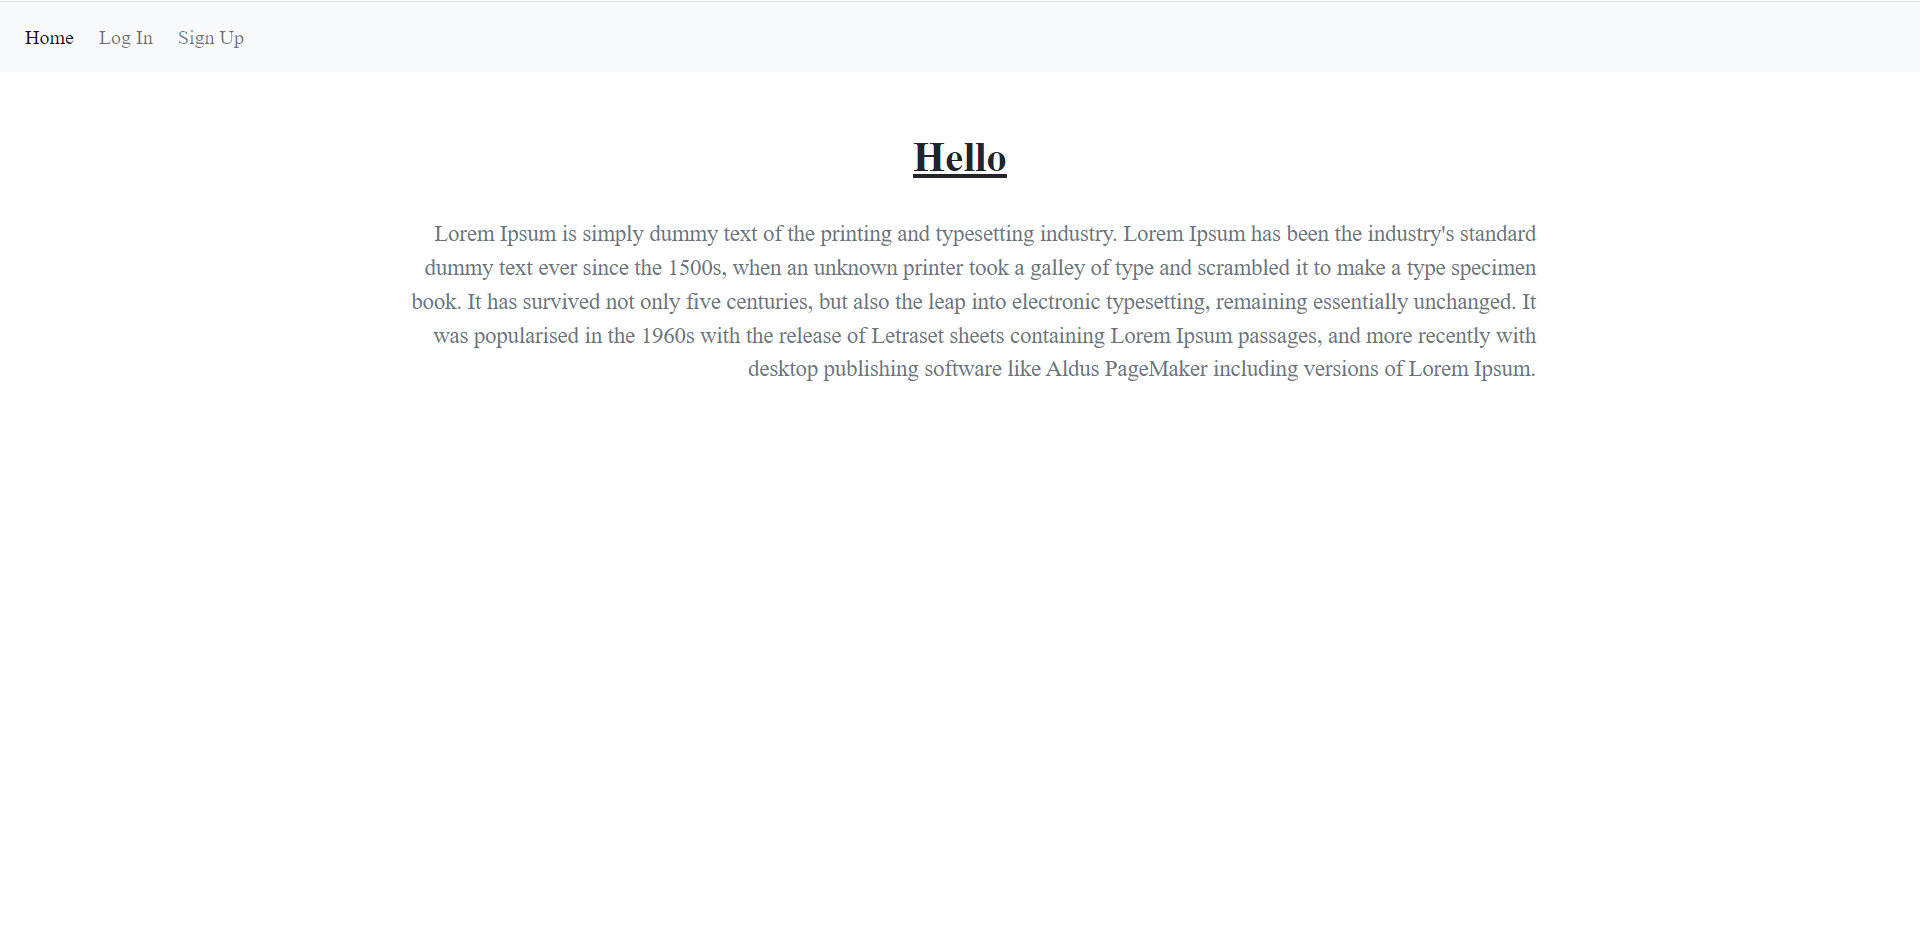 Home Log In Sign Up
Hello
Lorem Ipsum is simply dummy text of the printing and typesetting industry. Lorem Ipsum has been the industry's standard
dummy text ever since the 1500s, when an unknown printer took a galley of type and scrambled it to make a type specimen
book. It has survived not only five centuries, but also the leap into electronic typesetting, remaining essentially unchanged. It
was popularised in the 1960s with the release of Letraset sheets containing Lorem Ipsum passages, and more recently with
desktop publishing software like Aldus PageMaker including versions of Lorem Ipsum.